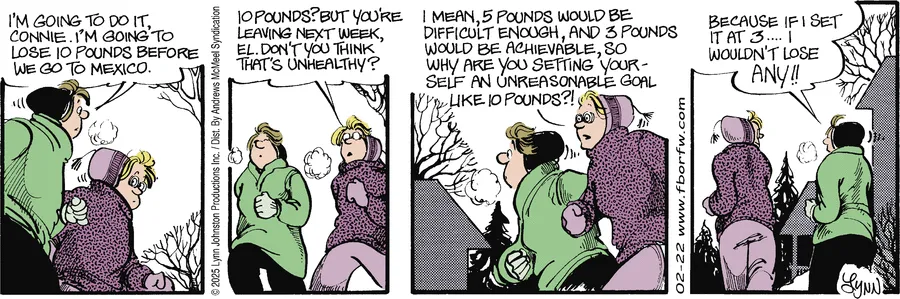 I'M GOING TO DO IT,
CONNIE. I'M GOING TO
LOSE 10 POUNDS BEFORE
WE GO TO MEXICO.
© 2025 Lynn Johnston Productions Inc. / Dist. By Andrews McMeel Syndication
10 POUNDS? BUT YOU'RE
LEAVING NEXT WEEK,
EL. DON'T YOU THINK
THAT'S UNHEALTHY?
I MEAN, 5 POUNDS WOULD BE
DIFFICULT ENOUGH, AND 3 POUNDS
WOULD BE ACHIEVABLE, SO
WHY ARE YOU SETTING YOUR-
SELF AN UNREASONABLE GOAL
LIKE 10 POUNDS?!
02-22 www.fborfw.com
BECAUSE IF I SET
IT AT 3.... I
WOULDN'T LOSE
ANY!!
LYNN